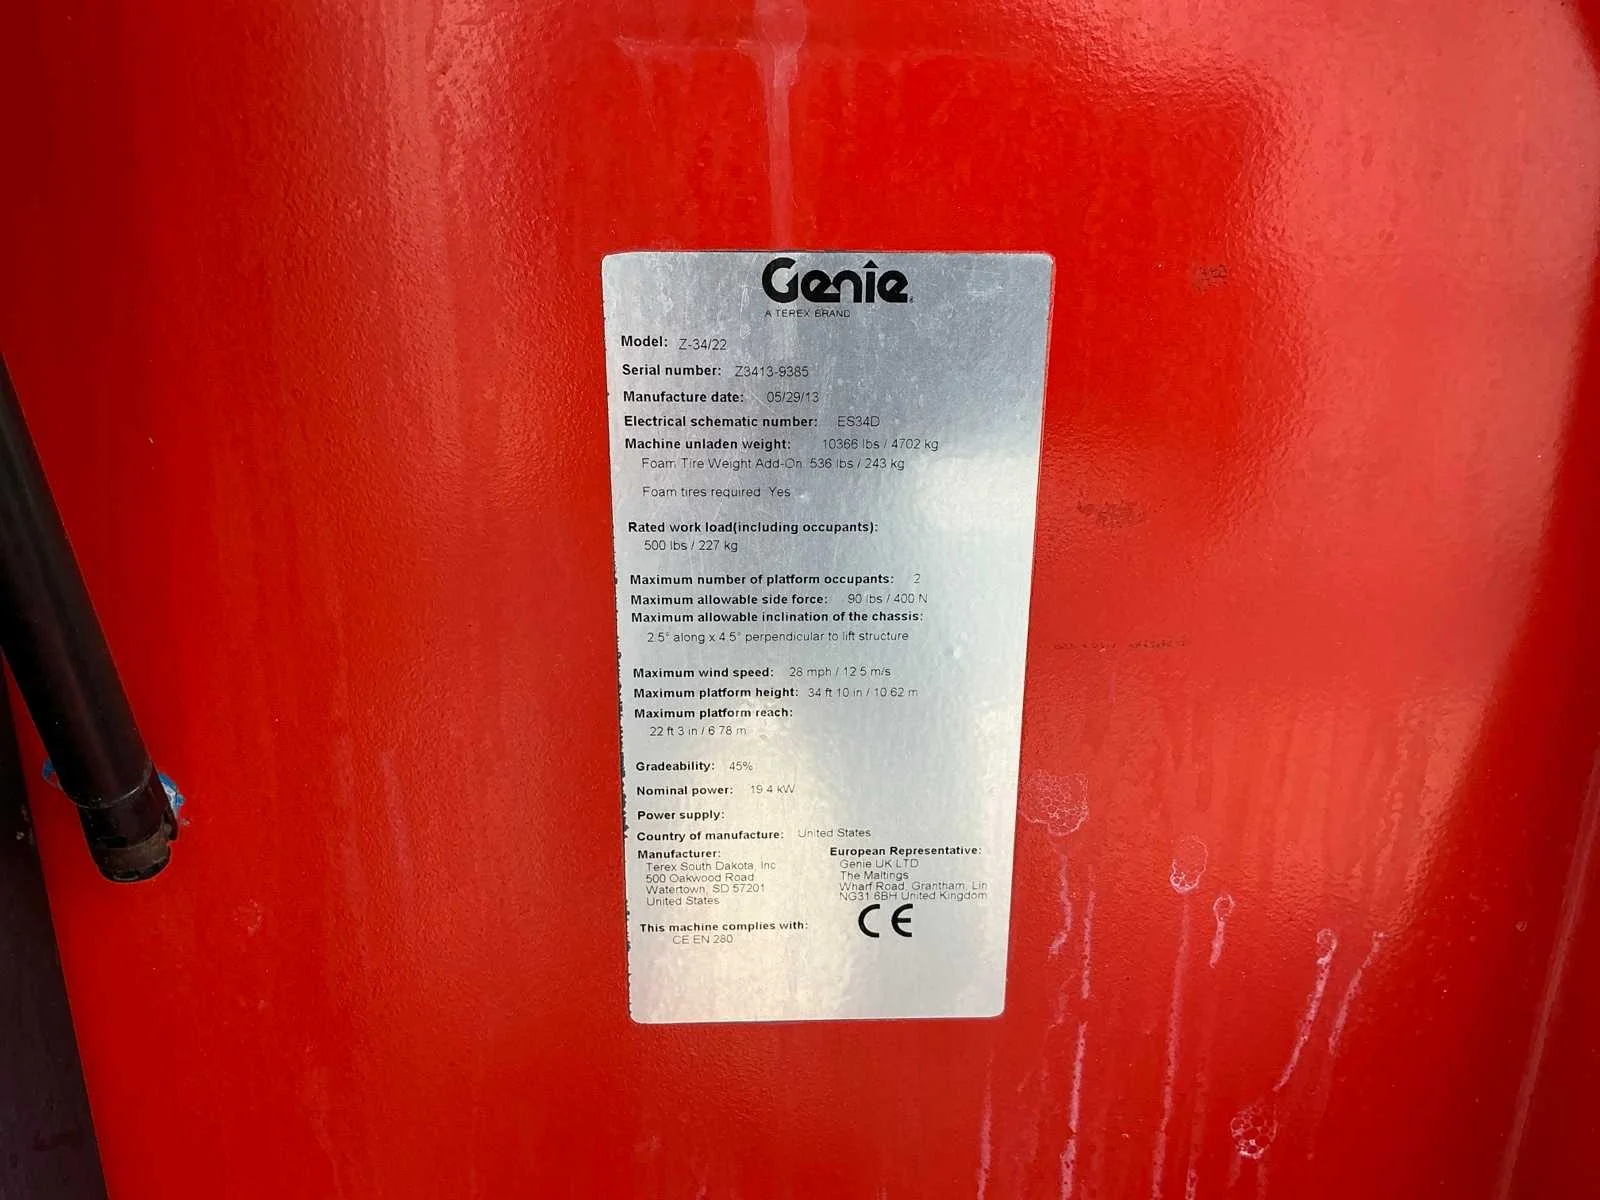 Genie
A TEREX BRAND
Model: Z-34/22
Serial number: Z3413-9385
Manufacture date: 05/29/13
Electrical schematic number: ES34D
Machine unladen weight: 10366 lbs / 4702 kg
Foam Tire Weight Add-On 536 lbs / 243 kg
Foam tires required Yes
Rated work load(including occupants):
500 lbs / 227 kg
Maximum number of platform occupants: 2
Maximum allowable side force: 90 lbs / 400 N
Maximum allowable inclination of the chassis:
2.5° along x 4.5° perpendicular to lift structure
Maximum wind speed: 28 mph / 12.5 m/s
Maximum platform height: 34 ft 10 in / 10.62 m
Maximum platform reach:
22 ft 3 in / 6.78 m
Gradeability: 45%
Nominal power: 19.4 kW
Power supply:
Country of manufacture: United States
Manufacturer:
Terex South Dakota, Inc
500 Oakwood Road
Watertown, SD 57201
United States
European Representative:
Genie UK LTD
The Maltings
Wharf Road, Grantham, Lin
NG31 6BH United Kingdom
This machine complies with:
CE EN 280
CE